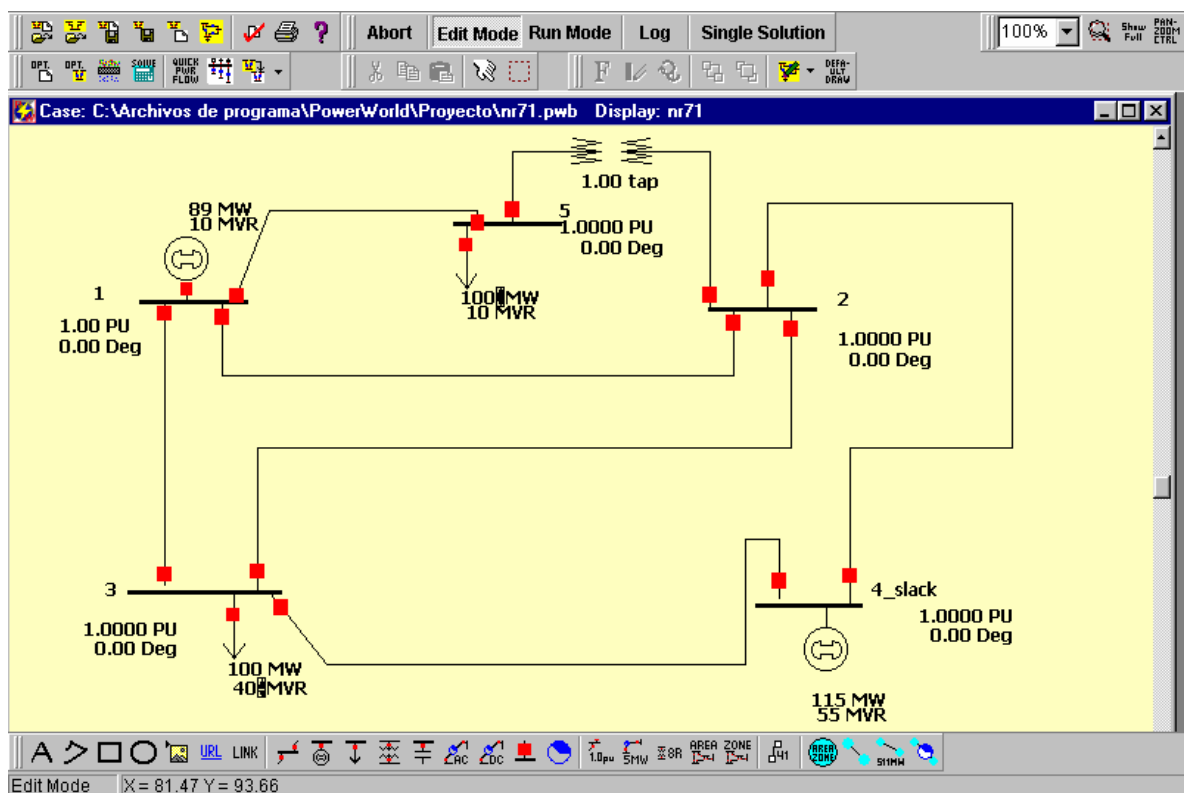 Abort Edit Mode Run Mode Log Single Solution 100% Show Full PAN-ZOOM CTRL
OPT. OPT. SOLVE QUICK PWR FLOW F DEFA-ULT DRAW
Case: C:\Archivos de programa\PowerWorld\Proyecto\nr71.pwb Display: nr71
1.00 tap
89 MW
10 MVR
5
1.0000 PU
0.00 Deg
1
100 MW
10 MVR
2
1.00 PU
0.00 Deg
1.0000 PU
0.00 Deg
3
4_slack
1.0000 PU
0.00 Deg
1.0000 PU
0.00 Deg
100 MW
40 MVR
115 MW
55 MVR
A URL LINK AC DC 1.0pu 5MW 8R AREA ZONE 41 AREA ZONE 511MW
Edit Mode X = 81.47 Y = 93.66